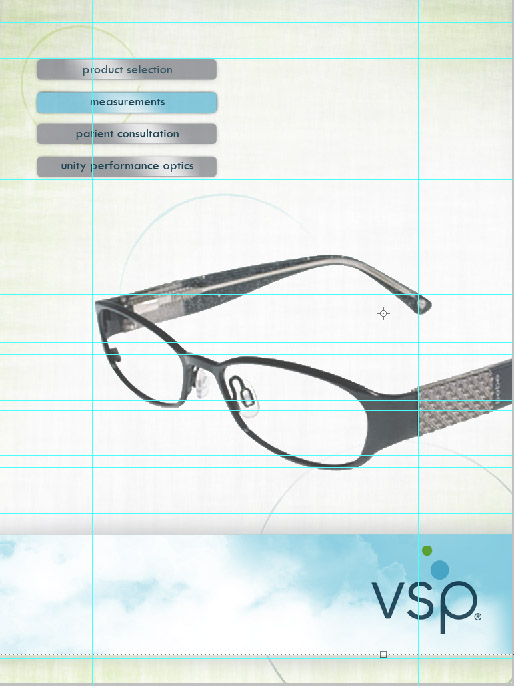 product selection
measurements
patient consultation
unity performance optics
vsp®